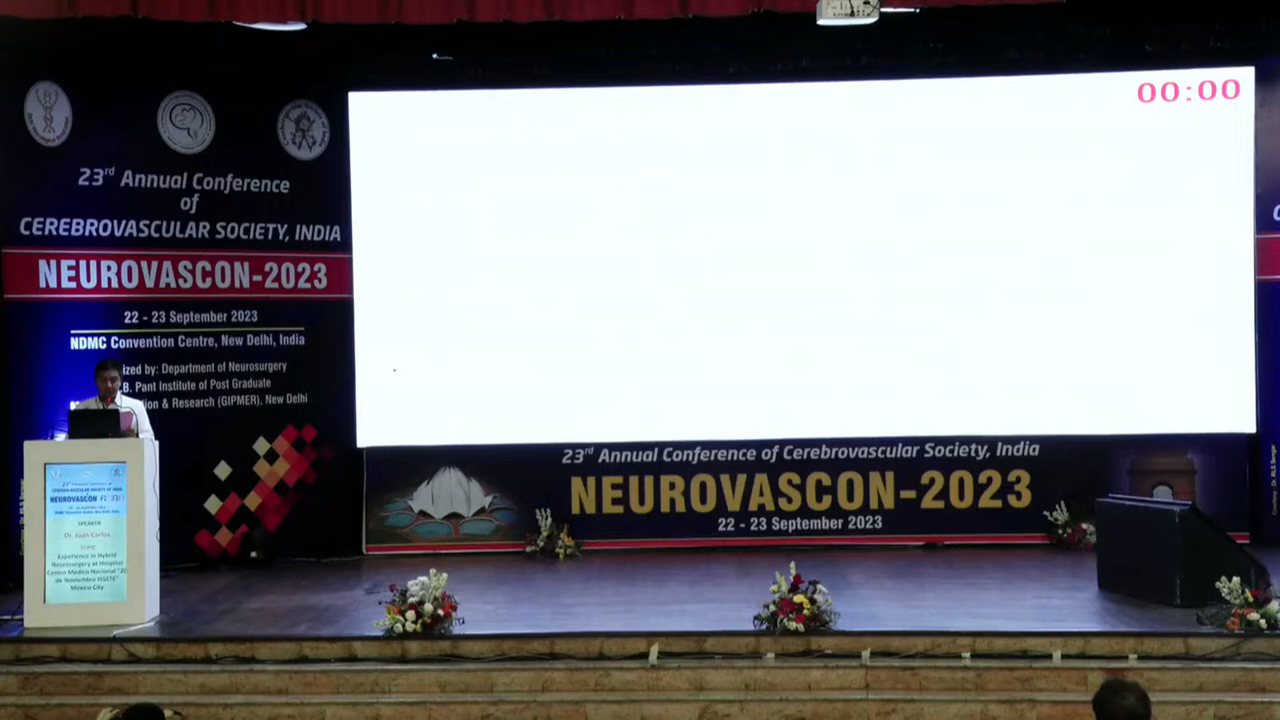 23rd Annual Conference
of
CEREBROVASCULAR SOCIETY, INDIA
NEUROVASCON-2023
22 - 23 September 2023
NDMC Convention Centre, New Delhi, India
ized by: Department of Neurosurgery
.B. Pant Institute of Post Graduate
ion & Research (GIPMER), New Delhi
00:00
23rd Annual Conference of Cerebrovascular Society, India
NEUROVASCON-2023
22 - 23 September 2023
NEUROVASCON
SPEAKER
Dr. Juan Carlos
TOPIC
Experience in Hybrid
Neurosurgery at Hospital
Centro Medico Nacional "20
de Noviembre ISSSTE"
Mexico City